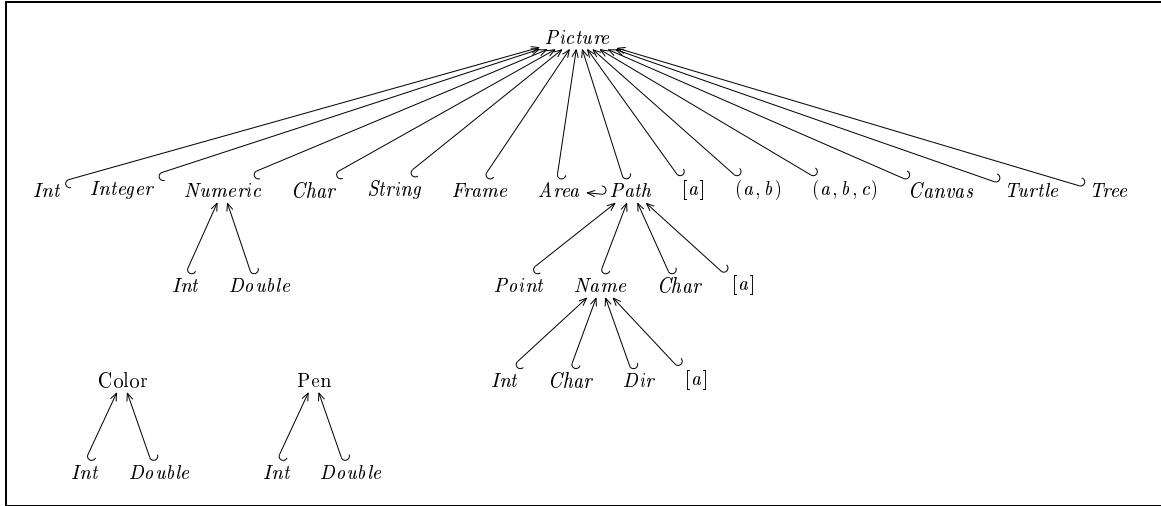 Picture
Int Integer Numeric Char String Frame Area Path [a] (a, b) (a, b, c) Canvas Turtle Tree
Int Double Point Name Char [a]
Color Pen Int Char Dir [a]
Int Double Int Double